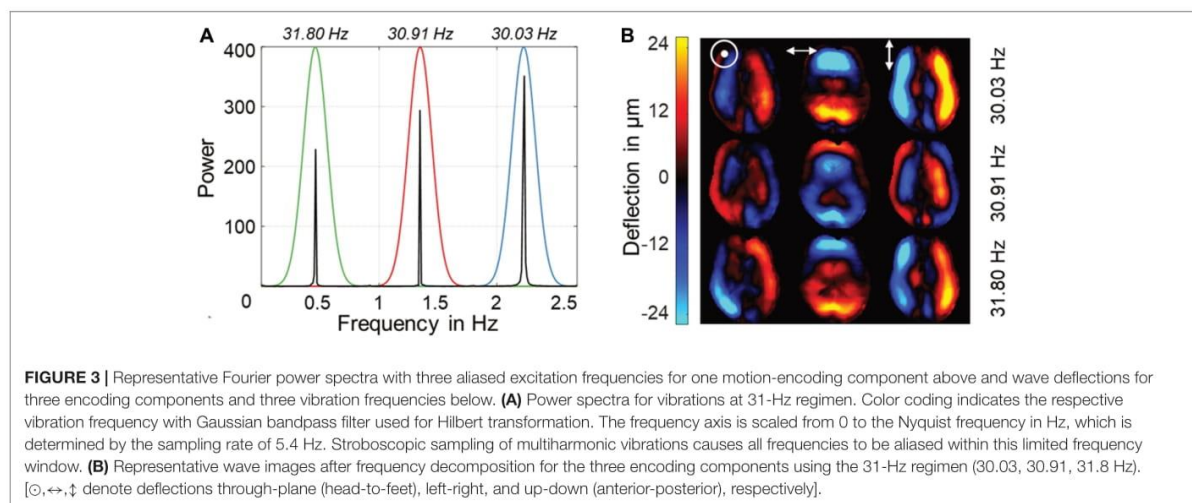 A
31.80 Hz 30.91 Hz 30.03 Hz
400
300
200
100
0
Power
0.5 1 1.5 2 2.5
Frequency in Hz
B
24
12
0
-12
-24
Deflection in µm
30.03 Hz
30.91 Hz
31.80 Hz
FIGURE 3 | Representative Fourier power spectra with three aliased excitation frequencies for one motion-encoding component above and wave deflections for
three encoding components and three vibration frequencies below. (A) Power spectra for vibrations at 31-Hz regimen. Color coding indicates the respective
vibration frequency with Gaussian bandpass filter used for Hilbert transformation. The frequency axis is scaled from 0 to the Nyquist frequency in Hz, which is
determined by the sampling rate of 5.4 Hz. Stroboscopic sampling of multiharmonic vibrations causes all frequencies to be aliased within this limited frequency
window. (B) Representative wave images after frequency decomposition for the three encoding components using the 31-Hz regimen (30.03, 30.91, 31.8 Hz).
[⊙,↔,↕ denote deflections through-plane (head-to-feet), left-right, and up-down (anterior-posterior), respectively].